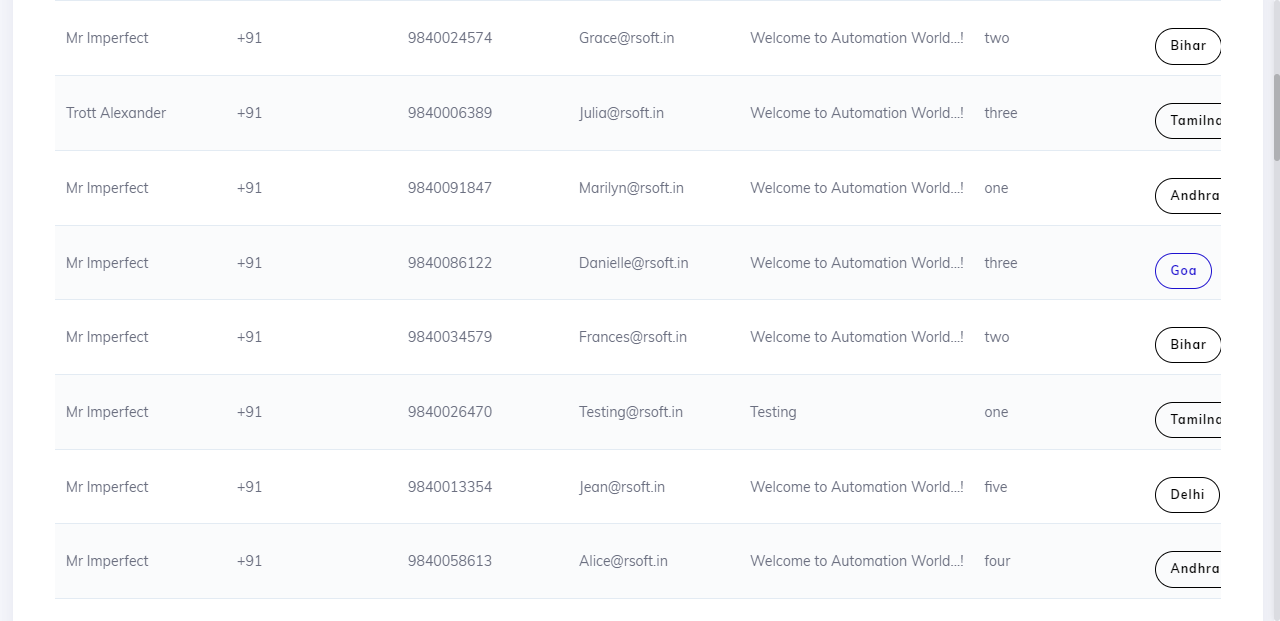 Mr Imperfect +91 9840024574 Grace@rsoft.in Welcome to Automation World...! two Bihar
Trott Alexander +91 9840006389 Julia@rsoft.in Welcome to Automation World...! three Tamilna
Mr Imperfect +91 9840091847 Marilyn@rsoft.in Welcome to Automation World...! one Andhra
Mr Imperfect +91 9840086122 Danielle@rsoft.in Welcome to Automation World...! three Goa
Mr Imperfect +91 9840034579 Frances@rsoft.in Welcome to Automation World...! two Bihar
Mr Imperfect +91 9840026470 Testing@rsoft.in Testing one Tamilna
Mr Imperfect +91 9840013354 Jean@rsoft.in Welcome to Automation World...! five Delhi
Mr Imperfect +91 9840058613 Alice@rsoft.in Welcome to Automation World...! four Andhra